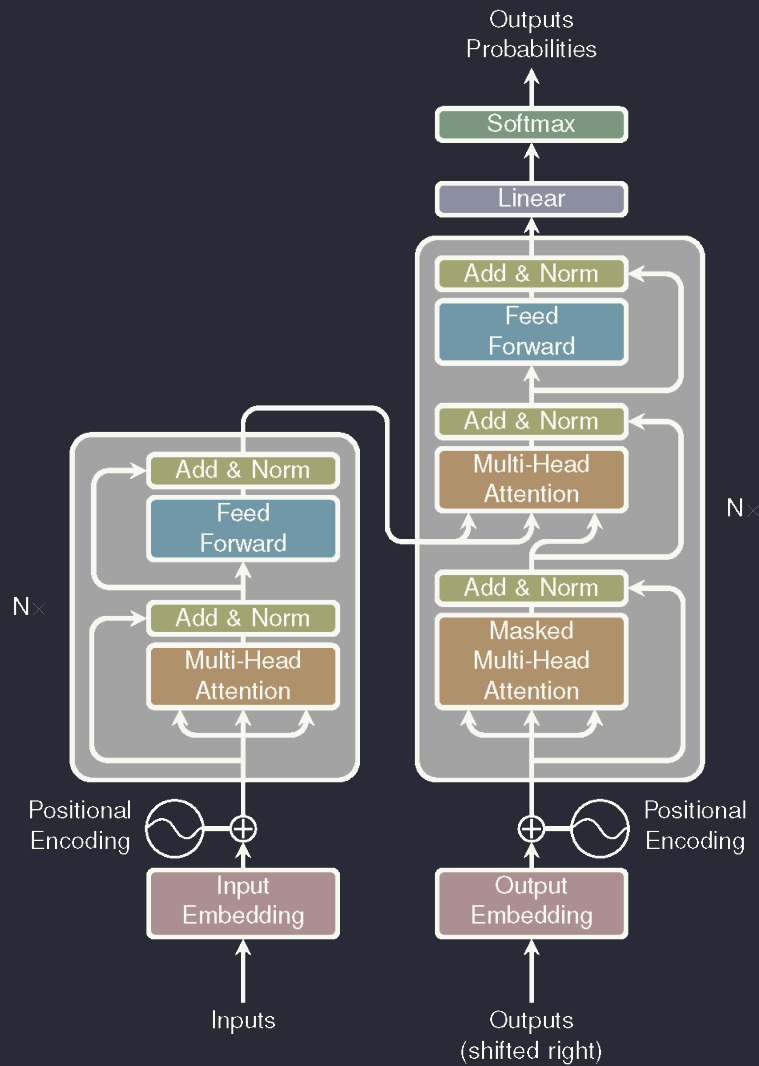 Outputs
Probabilities
Softmax
Linear
Add & Norm
Feed
Forward
Add & Norm
Multi-Head
Attention
N×
Add & Norm
Masked
Multi-Head
Attention
Add & Norm
Feed
Forward
N×
Add & Norm
Multi-Head
Attention
Positional
Encoding
Positional
Encoding
Input
Embedding
Output
Embedding
Inputs
Outputs
(shifted right)